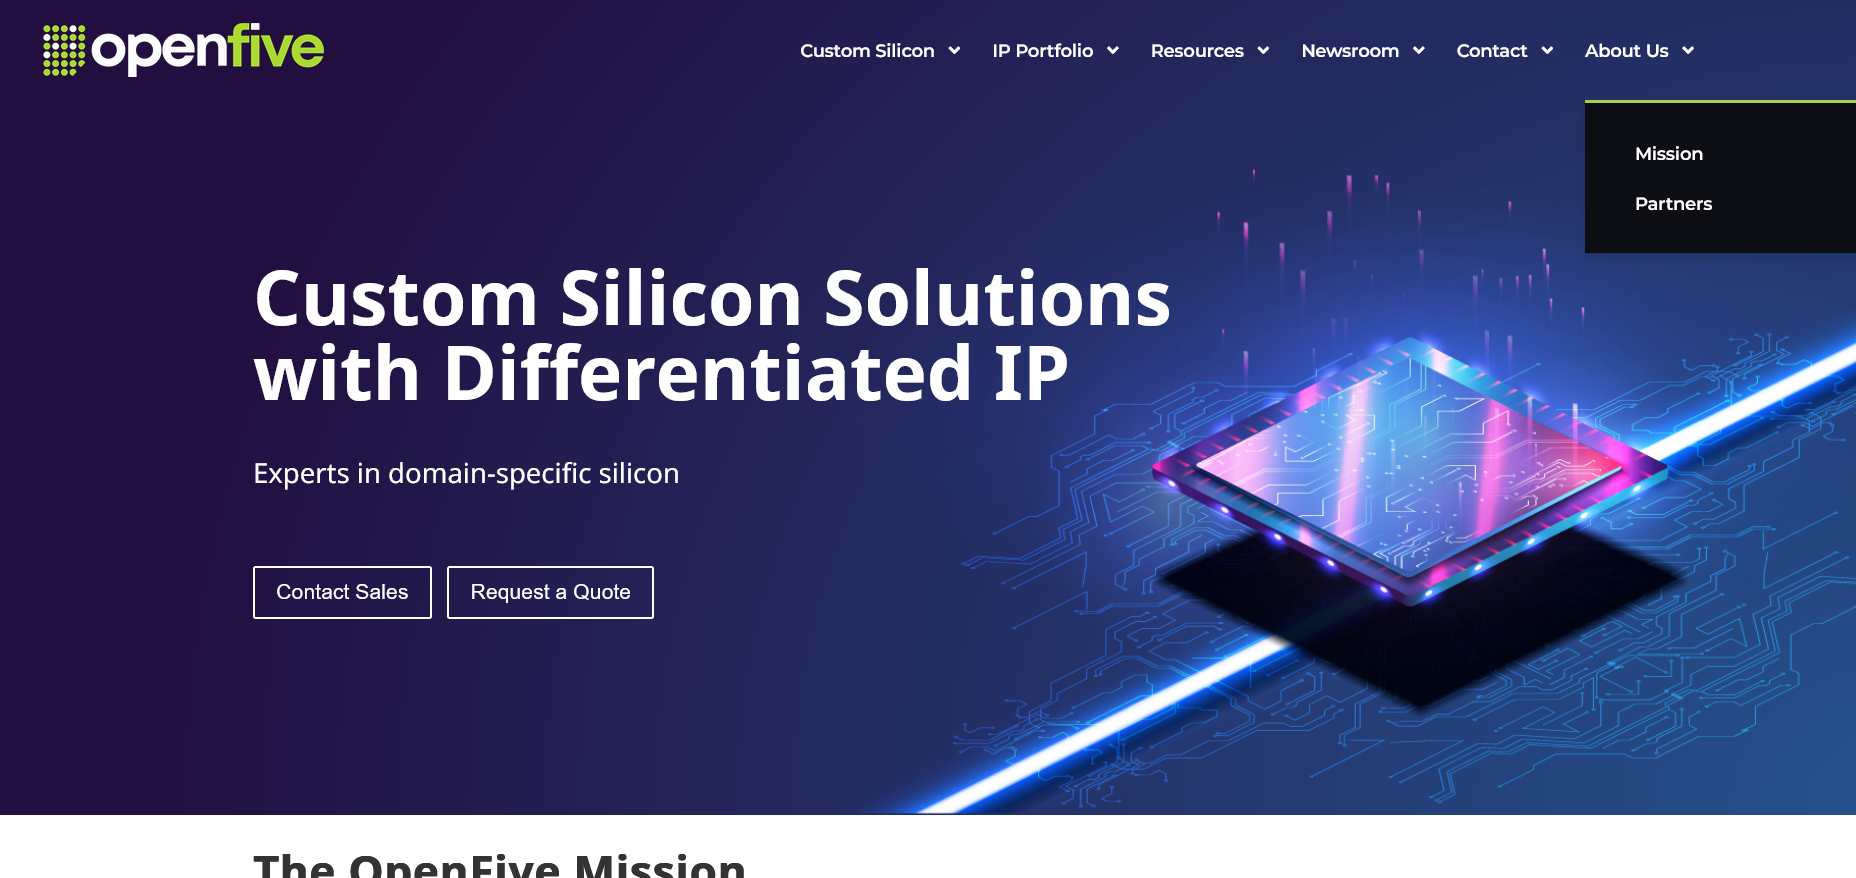 openfive
Custom Silicon
IP Portfolio
Resources
Newsroom
Contact
About Us
Mission
Partners
Custom Silicon Solutions
with Differentiated IP
Experts in domain-specific silicon
Contact Sales
Request a Quote
The OpenFive Mission